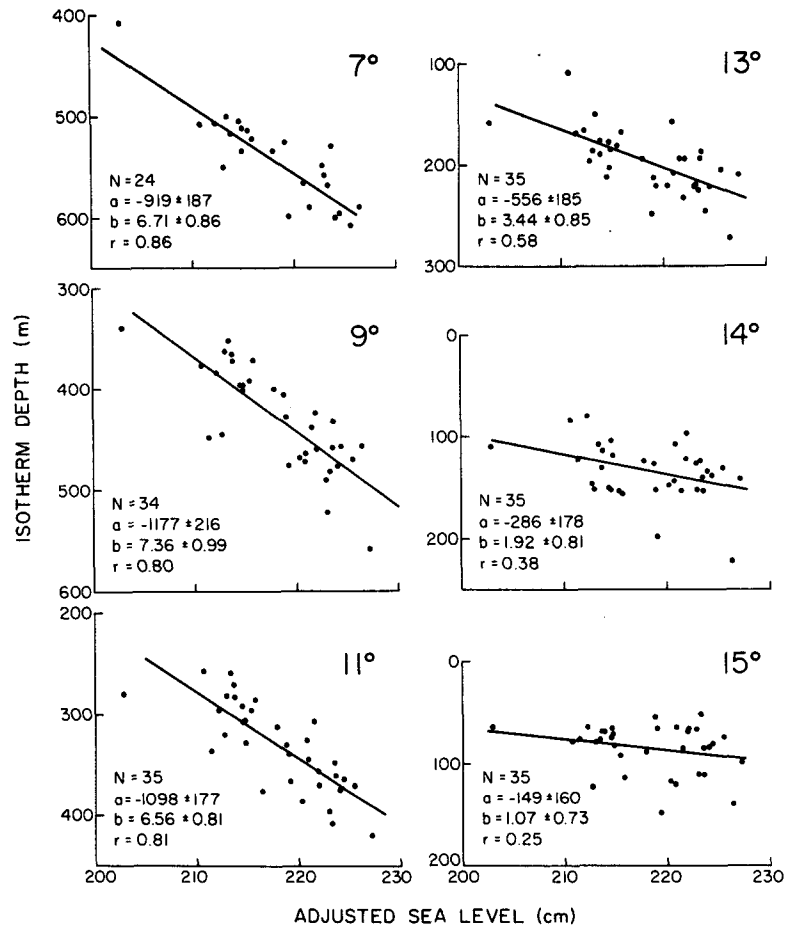 ISOTHERM DEPTH (m)
400
500
600
7°
N = 24
a = -919 ± 187
b = 6.71 ± 0.86
r = 0.86
100
200
300
13°
N = 35
a = -556 ± 185
b = 3.44 ± 0.85
r = 0.58
300
400
500
600
9°
N = 34
a = -1177 ± 216
b = 7.36 ± 0.99
r = 0.80
0
100
200
14°
N = 35
a = -286 ± 178
b = 1.92 ± 0.81
r = 0.38
200
300
400
11°
N = 35
a = -1098 ± 177
b = 6.56 ± 0.81
r = 0.81
200 210 220 230
0
100
200
15°
N = 35
a = -149 ± 160
b = 1.07 ± 0.73
r = 0.25
200 210 220 230
ADJUSTED SEA LEVEL (cm)